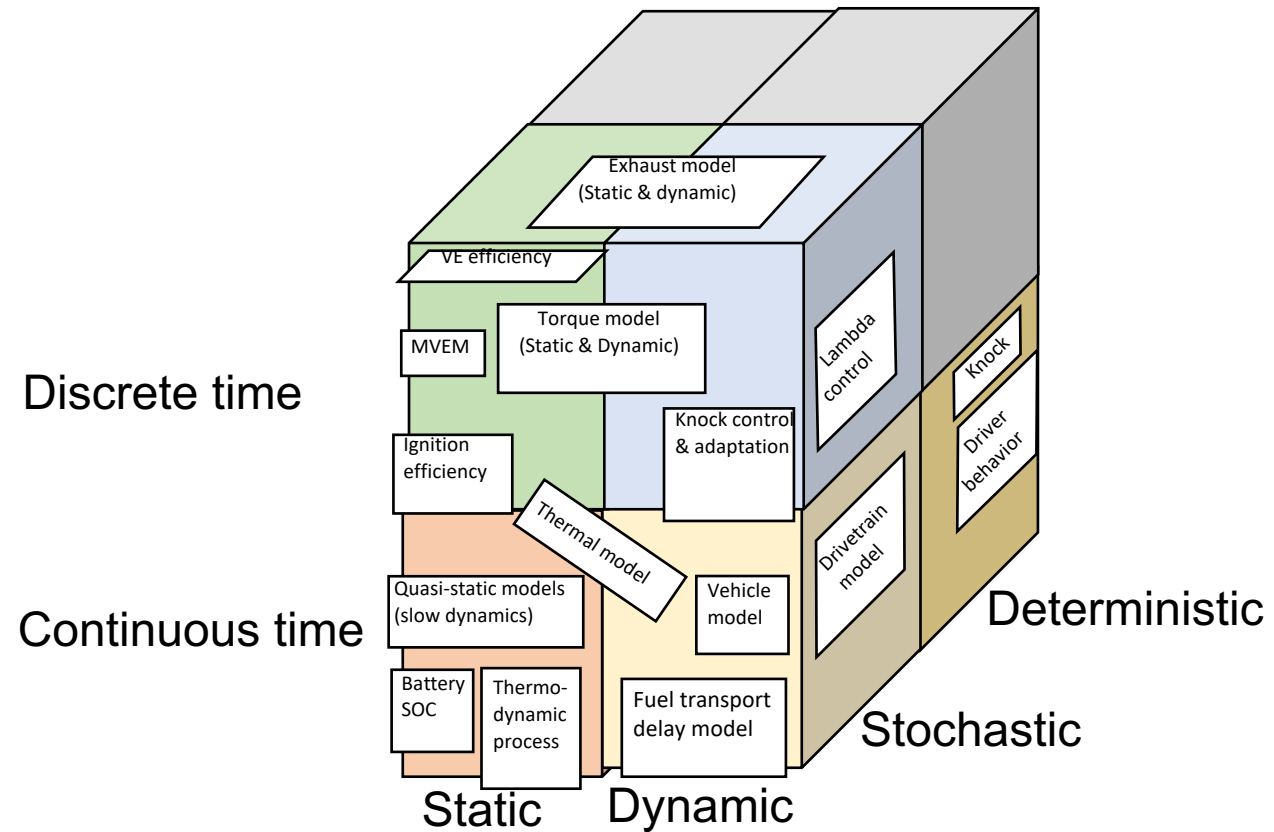 Exhaust model
(Static & dynamic)
VE efficiency
Torque model
(Static & Dynamic)
MVEM
Lambda
control
Knock
Discrete time
Knock control
& adaptation
Driver
behavior
Ignition
efficiency
Thermal model
Drivetrain
model
Quasi-static models
(slow dynamics)
Vehicle
model
Deterministic
Continuous time
Battery
SOC
Thermo-
dynamic
process
Fuel transport
delay model
Stochastic
Static
Dynamic